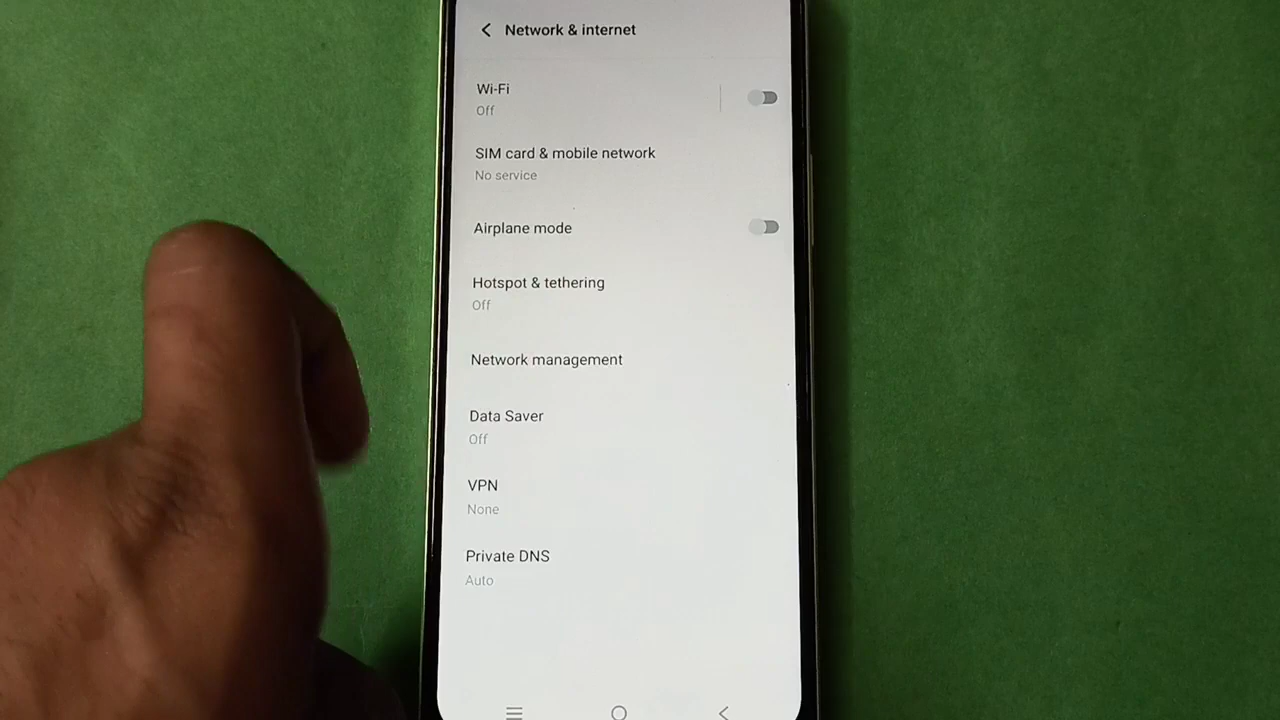 Network & internet
Wi-Fi
Off
SIM card & mobile network
No service
Airplane mode
Hotspot & tethering
Off
Network management
Data Saver
Off
VPN
None
Private DNS
Auto